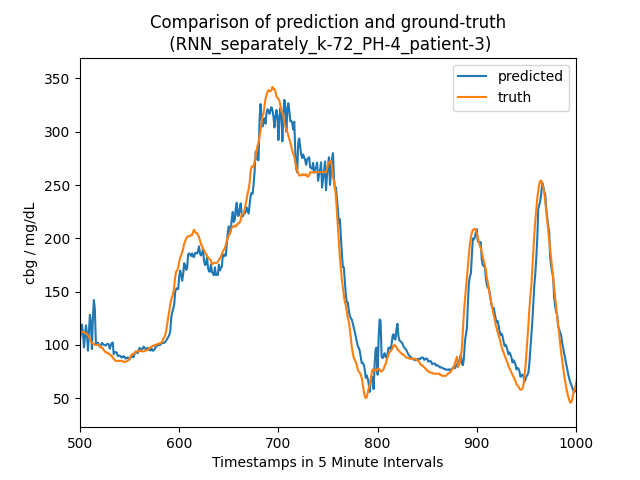 Comparison of prediction and ground-truth
(RNN_separately_k-72_PH-4_patient-3)
predicted
truth
cbg / mg/dL
350
300
250
200
150
100
50
500
600
700
800
900
1000
Timestamps in 5 Minute Intervals